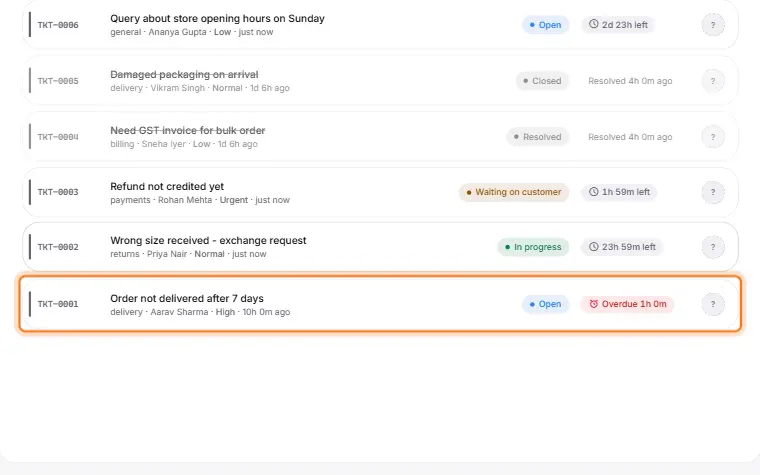 TKT-0006
Query about store opening hours on Sunday
general · Ananya Gupta · Low · just now
Open
2d 23h left
?
TKT-0005
Damaged packaging on arrival
delivery · Vikram Singh · Normal · 1d 6h ago
Closed
Resolved 4h 0m ago
?
TKT-0004
Need GST invoice for bulk order
billing · Sneha Iyer · Low · 1d 6h ago
Resolved
Resolved 4h 0m ago
?
TKT-0003
Refund not credited yet
payments · Rohan Mehta · Urgent · just now
Waiting on customer
1h 59m left
?
TKT-0002
Wrong size received - exchange request
returns · Priya Nair · Normal · just now
In progress
23h 59m left
?
TKT-0001
Order not delivered after 7 days
delivery · Aarav Sharma · High · 10h 0m ago
Open
Overdue 1h 0m
?